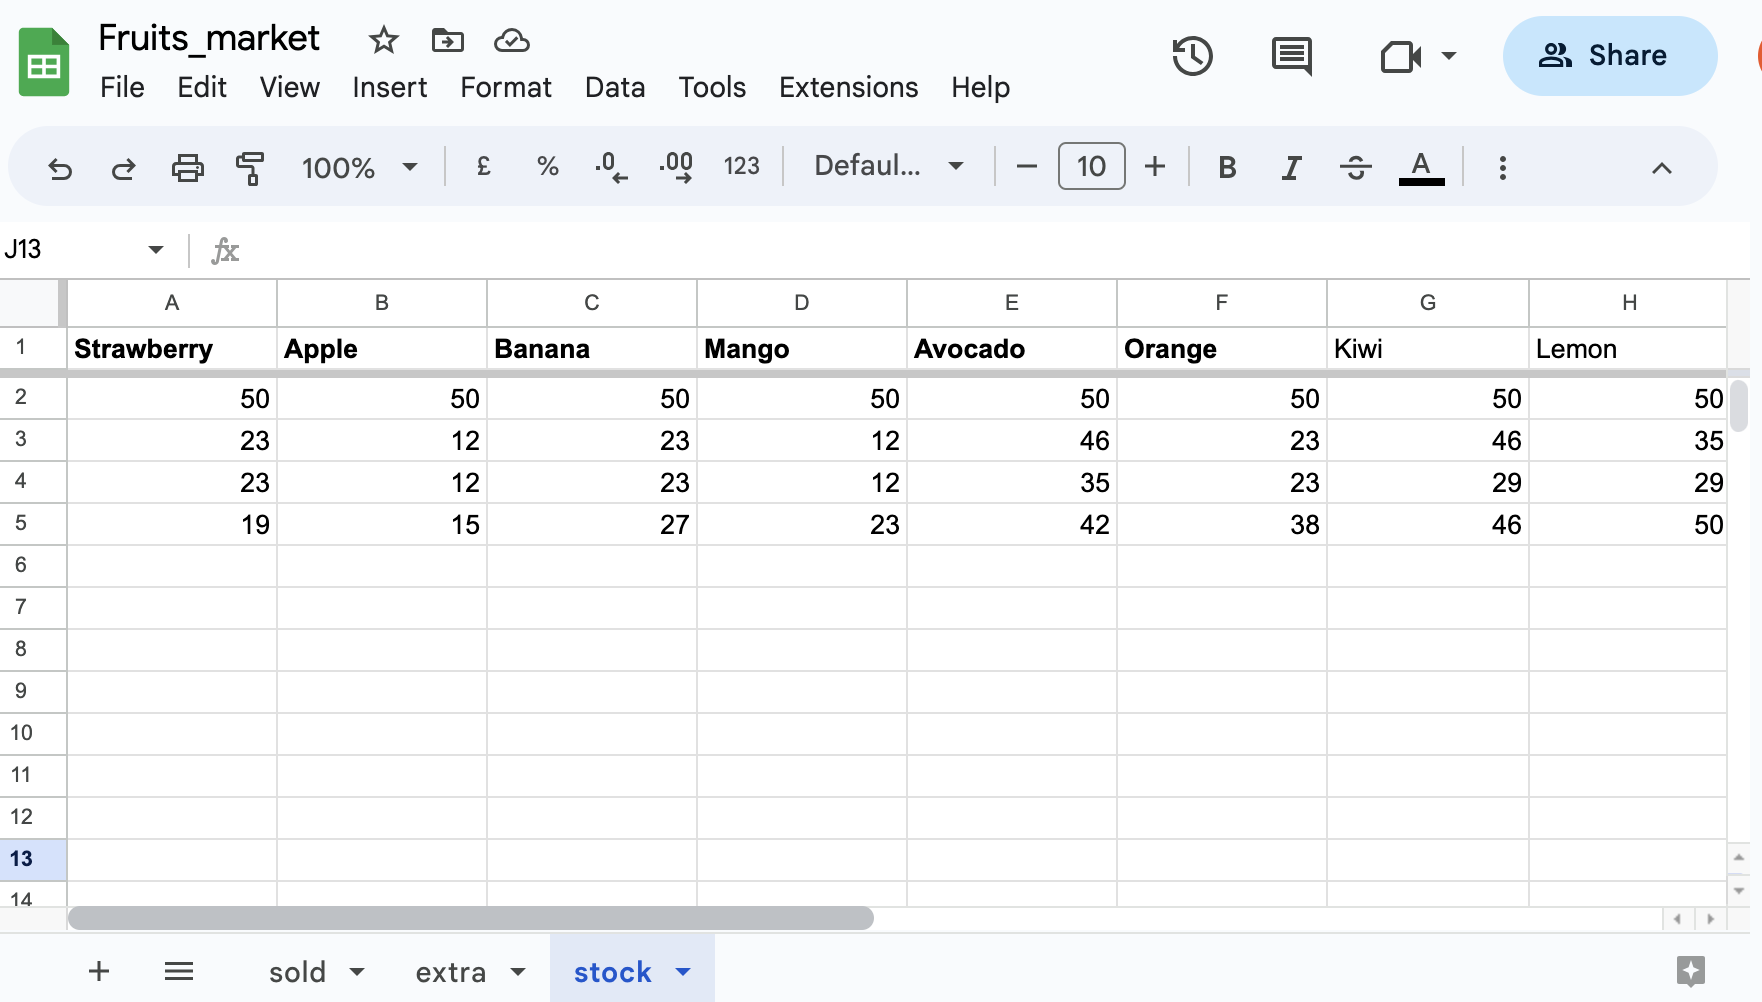 Fruits_market
File Edit View Insert Format Data Tools Extensions Help
Share
100% £ % .0 .00 123 Defaul... 10 B I S A
J13 fx
A B C D E F G H
1 Strawberry Apple Banana Mango Avocado Orange Kiwi Lemon
2 50 50 50 50 50 50 50 50
3 23 12 23 12 46 23 46 35
4 23 12 23 12 35 23 29 29
5 19 15 27 23 42 38 46 50
6
7
8
9
10
11
12
13
14
sold extra stock